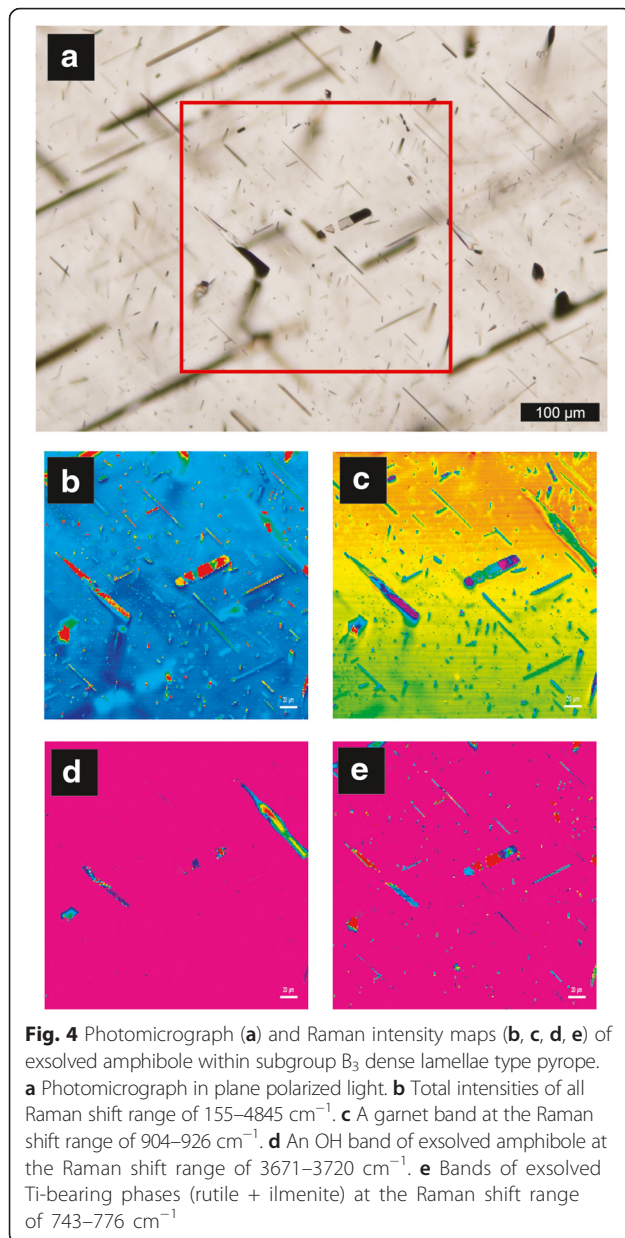 a
100 µm
b
c
20 µm
20 µm
d
e
20 µm
20 µm
Fig. 4 Photomicrograph (a) and Raman intensity maps (b, c, d, e) of
exsolved amphibole within subgroup B₃ dense lamellae type pyrope.
a Photomicrograph in plane polarized light. b Total intensities of all
Raman shift range of 155–4845 cm⁻¹. c A garnet band at the Raman
shift range of 904–926 cm⁻¹. d An OH band of exsolved amphibole at
the Raman shift range of 3671–3720 cm⁻¹. e Bands of exsolved
Ti-bearing phases (rutile + ilmenite) at the Raman shift range
of 743–776 cm⁻¹